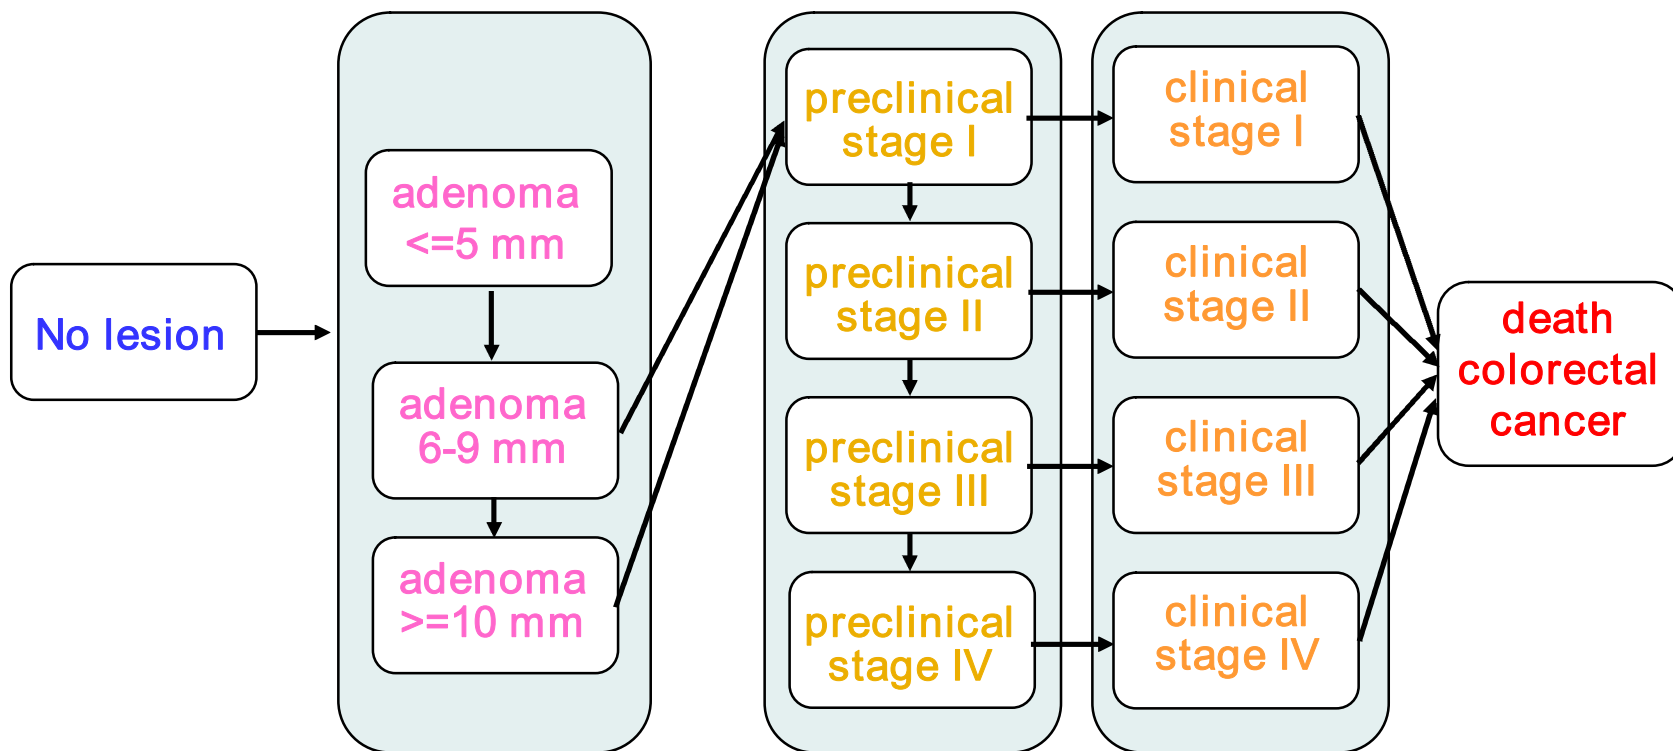 No lesion
adenoma
<=5 mm
adenoma
6-9 mm
adenoma
>=10 mm
preclinical
stage I
preclinical
stage II
preclinical
stage III
preclinical
stage IV
clinical
stage I
clinical
stage II
clinical
stage III
clinical
stage IV
death
colorectal
cancer